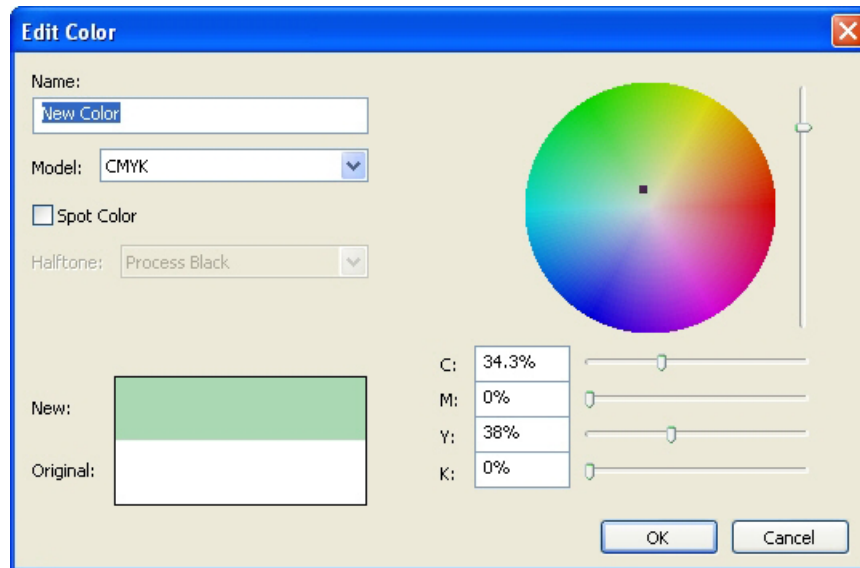 Edit Color
Name:
New Color
Model: CMYK
Spot Color
Halftone: Process Black
New:
Original:
C: 34.3%
M: 0%
Y: 38%
K: 0%
OK Cancel